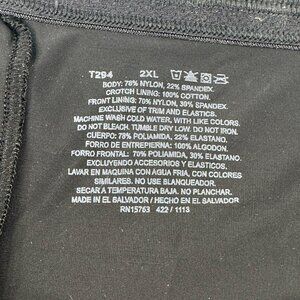 T294 2XL
BODY: 78% NYLON, 22% SPANDEX.
CROTCH LINING: 100% COTTON.
FRONT LINING: 70% NYLON, 30% SPANDEX.
EXCLUSIVE OF TRIM AND ELASTICS.
MACHINE WASH COLD WATER, WITH LIKE COLORS.
DO NOT BLEACH. TUMBLE DRY LOW. DO NOT IRON.
CUERPO: 78% POLIAMIDA, 22% ELASTANO.
FORRO DE ENTREPIERNA: 100% ALGODON.
FORRO FRONTAL: 70% POLIAMIDA, 30% ELASTANO.
EXCLUYENDO ACCESORIOS Y ELASTICOS.
LAVAR EN MAQUINA CON AGUA FRIA, CON COLORES
SIMILARES. NO USE BLANQUEADOR.
SECAR A TEMPERATURA BAJA. NO PLANCHAR.
MADE IN EL SALVADOR / HECHO EN EL SALVADOR
RN15763 422 / 1113